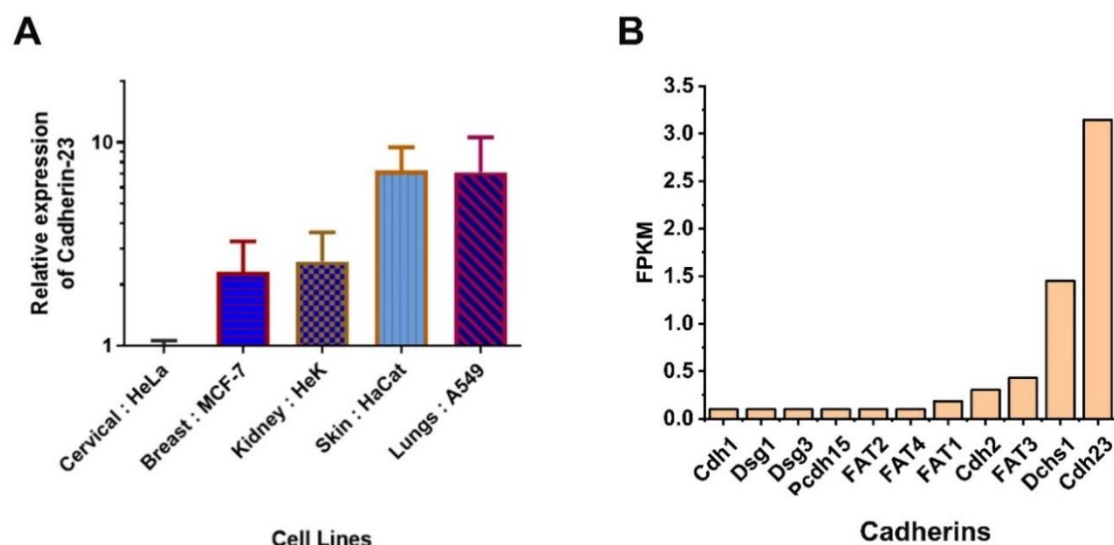 A
Relative expression
of Cadherin-23
10
1
Cervical : HeLa
Breast : MCF-7
Kidney : HeK
Skin : HaCat
Lungs : A549
Cell Lines
B
FPKM
3.5
3.0
2.5
2.0
1.5
1.0
0.5
0.0
Cdh1
Dsg1
Dsg3
Pcdh15
FAT2
FAT4
FAT1
Cdh2
FAT3
Dchs1
Cdh23
Cadherins